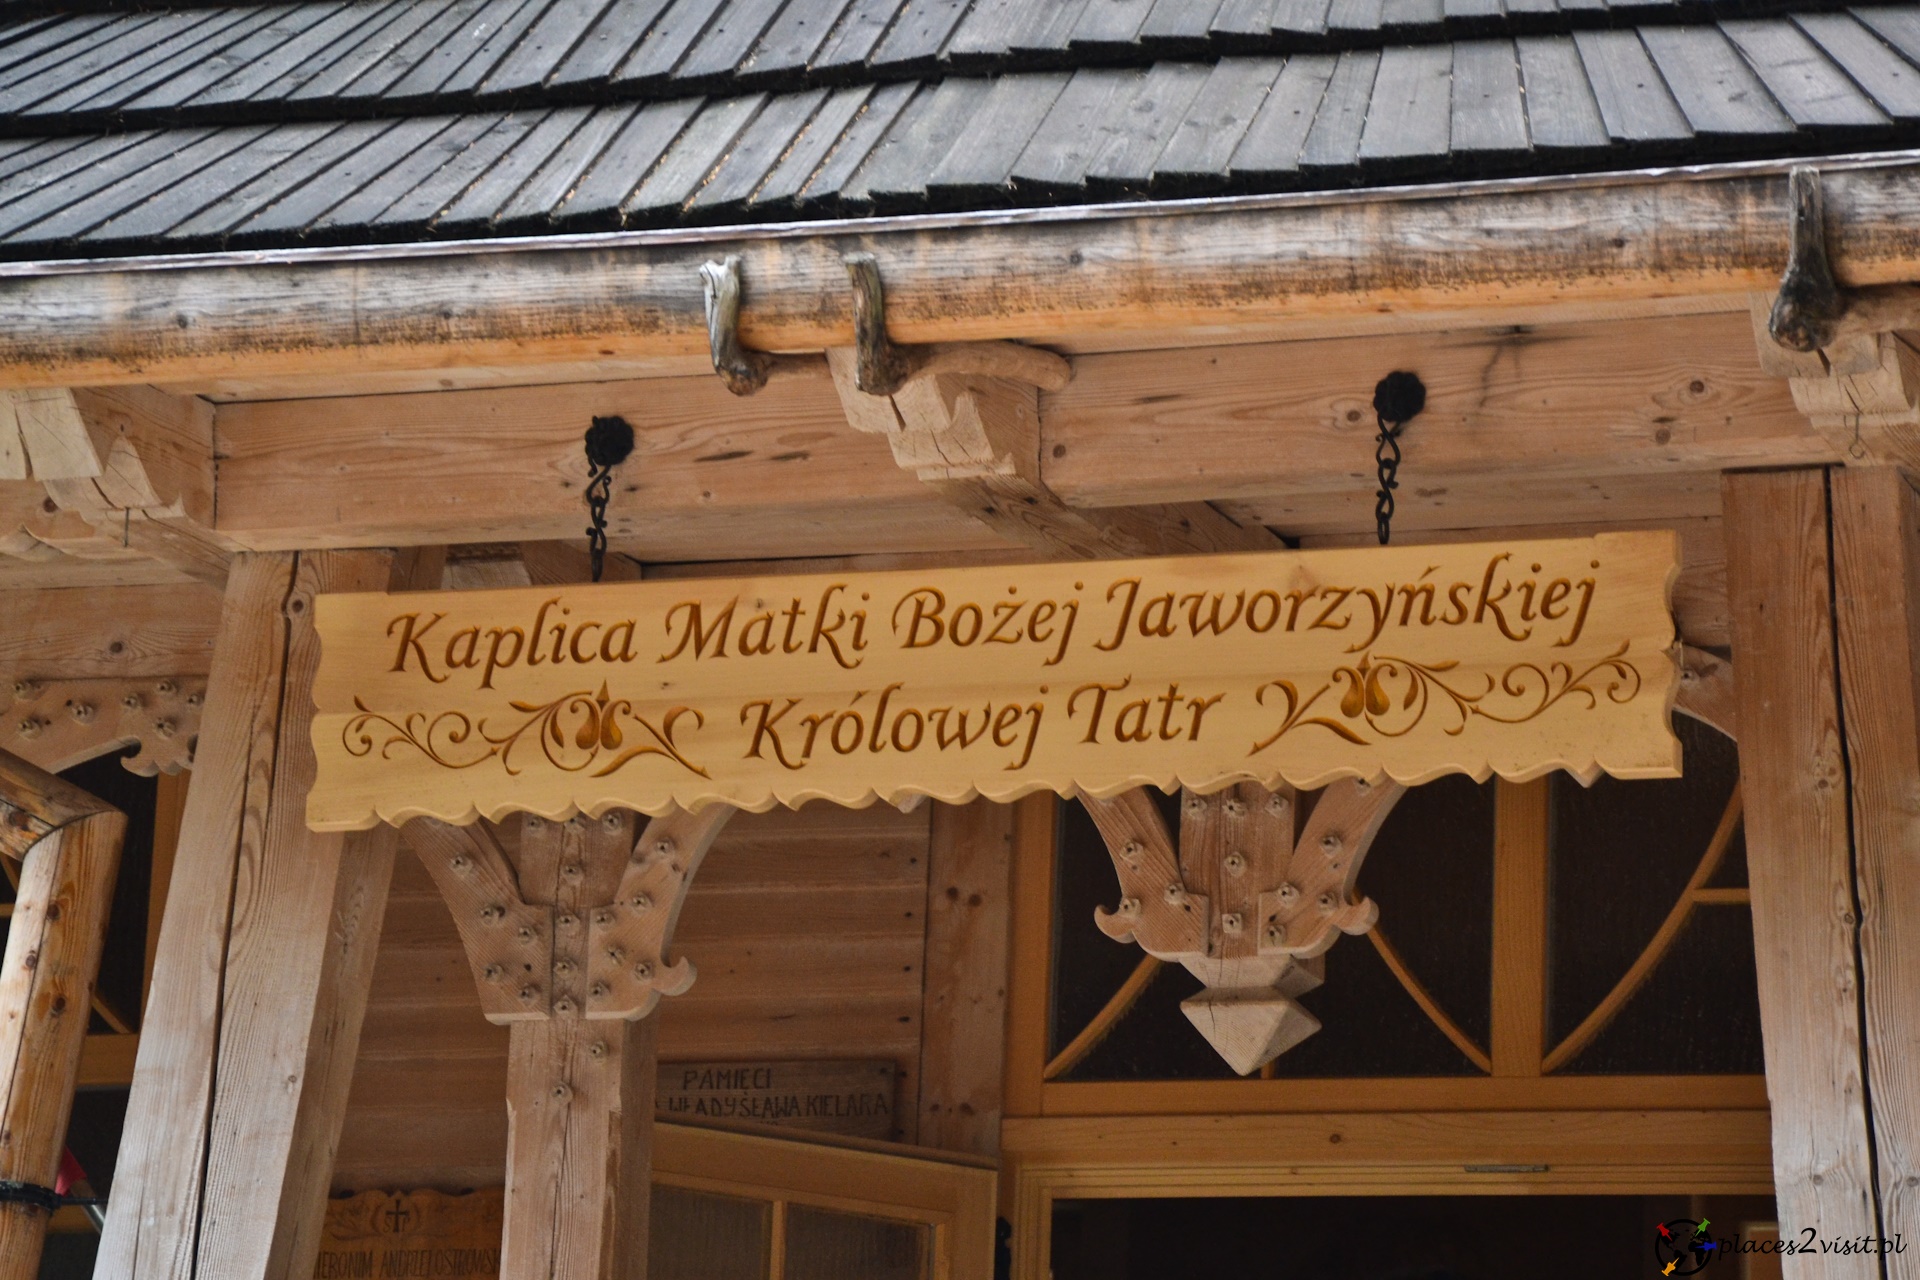 Kaplica Matki Bożej Jaworzyńskiej
Królowej Tatr
PAMIĘCI
WŁADYSŁAWA KIELARA
places2visit.pl